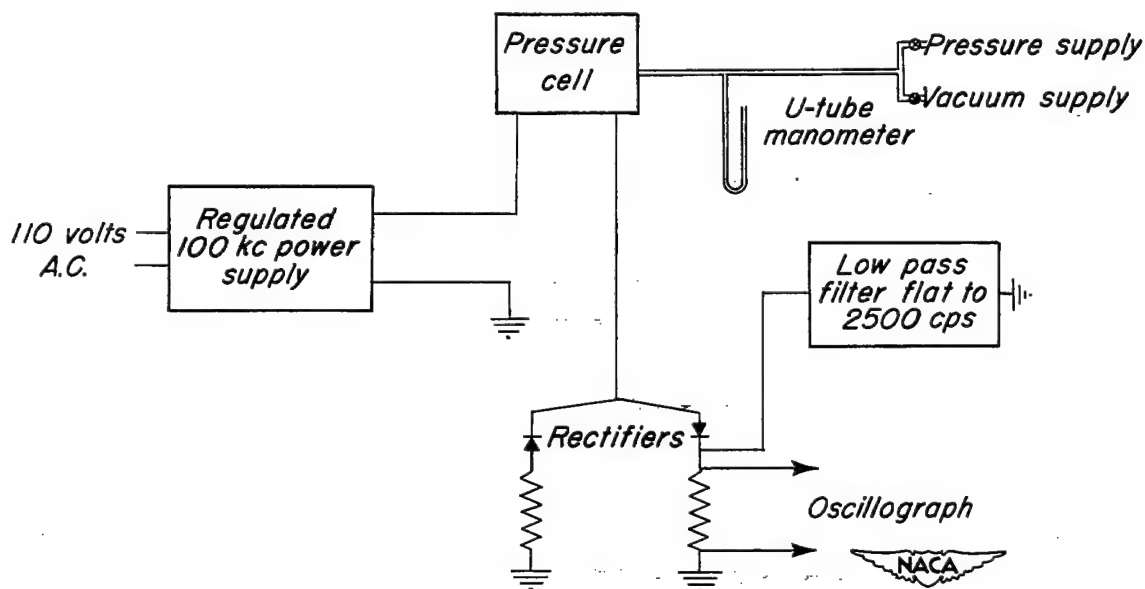 Pressure
cell
Pressure supply
Vacuum supply
U-tube
manometer
110 volts
A.C.
Regulated
100 kc power
supply
Low pass
filter flat to
2500 cps
Rectifiers
Oscillograph
NACA